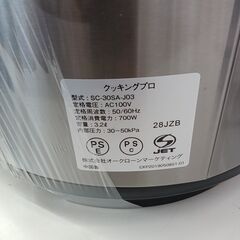 クッキングプロ
型式：SC-30SA-J03
定格電圧：AC100V
定格周波数：50/60Hz
定格消費電力：700W
容量：3.2ℓ
内部圧力：30～50kPa
28JZB
PS
E
PS
C
JET
株式会社オークローンマーケティング
中国製